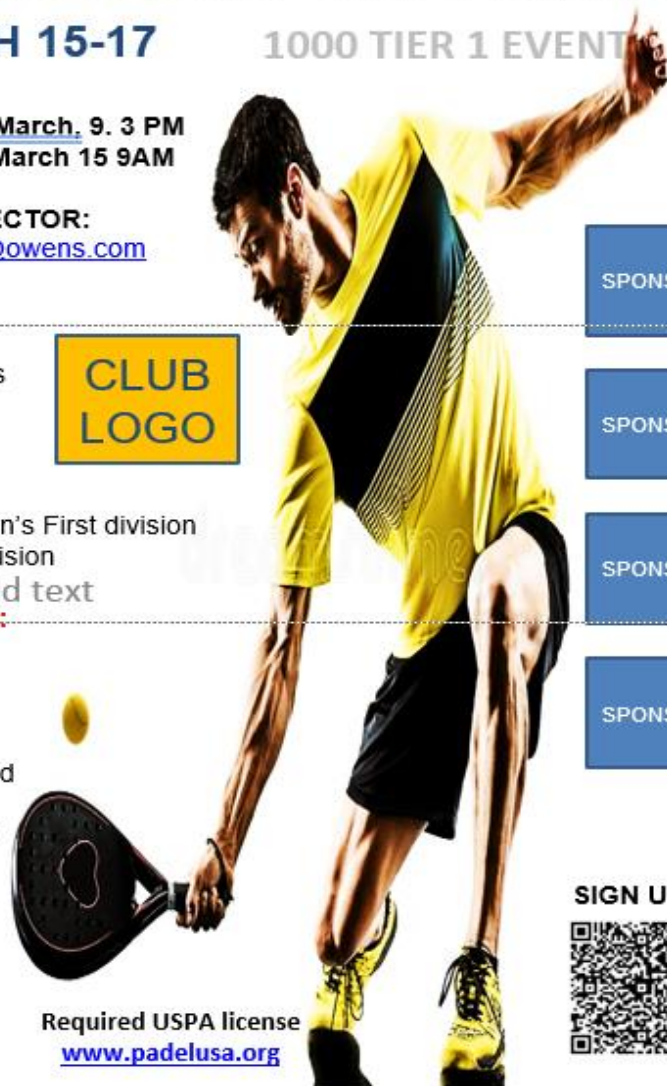 H 15-17
1000 TIER 1 EVENT
March, 9. 3 PM
March 15 9AM
ECTOR:
@owens.com
SPONS
s
CLUB
LOGO
SPONS
n's First division
ision
d text
:
SPONS
SPONS
d
SIGN U
Required USPA license
www.padelusa.org